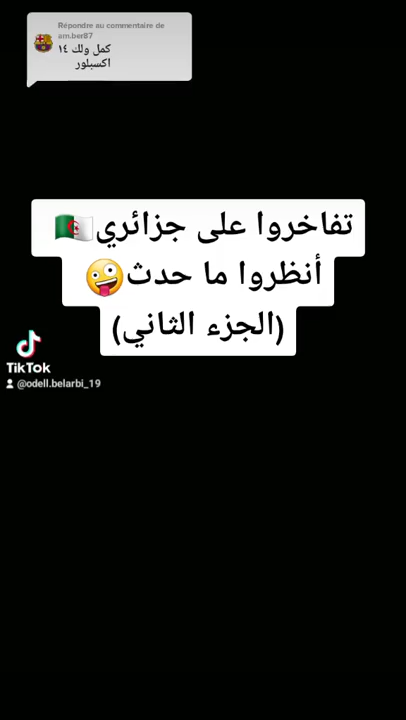 Répondre au commentaire de
am.ber87
كمل ولك ١٤
اكسبلور
تفاخروا على جزائري🇩🇿
أنظروا ما حدث🤪
(الجزء الثاني)
TikTok
@odell.belarbi_19